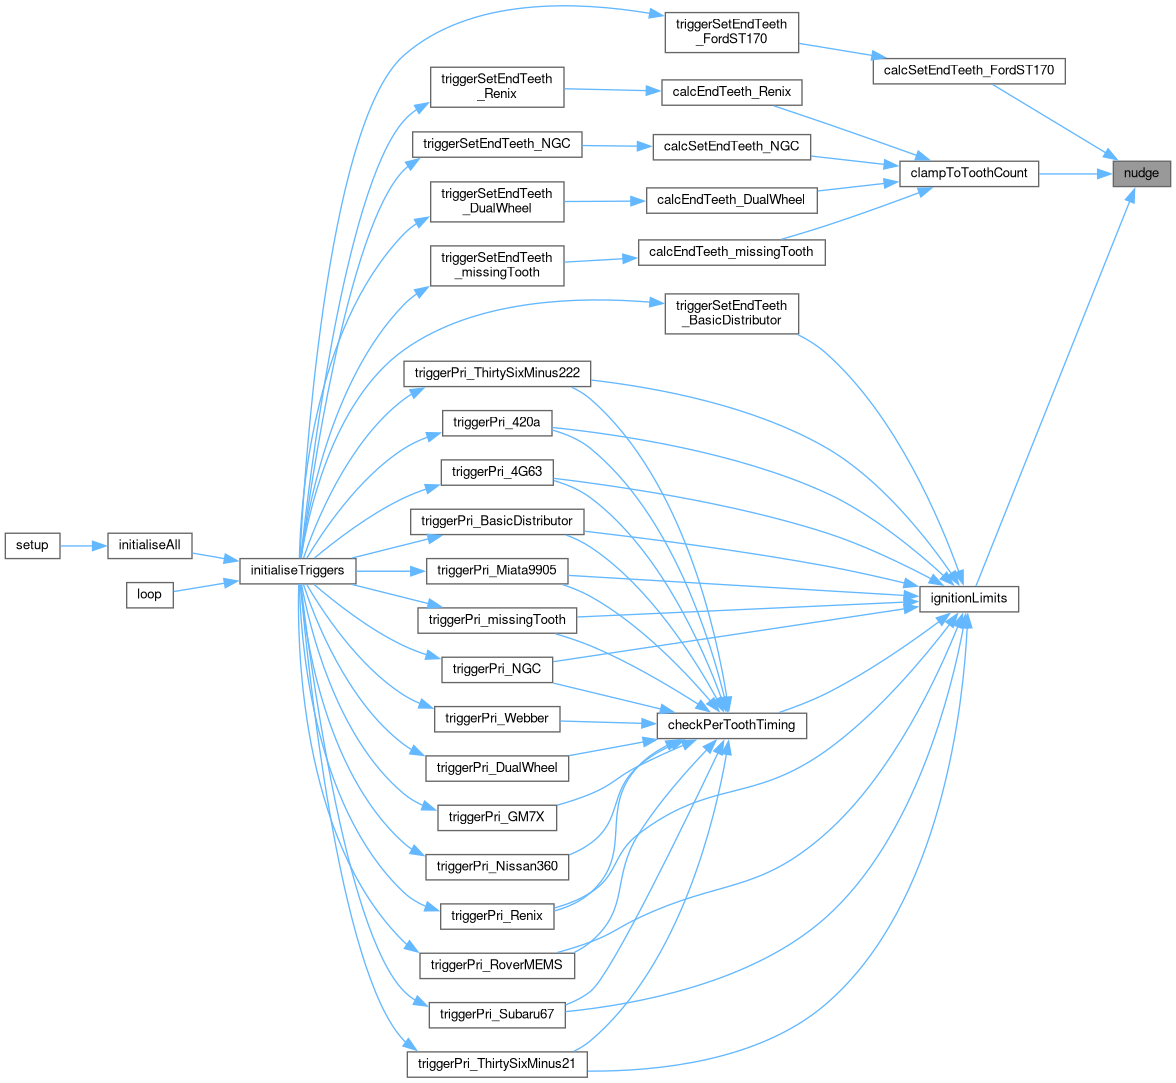 triggerSetEndTeeth
_FordST170
calcSetEndTeeth_FordST170
triggerSetEndTeeth
_Renix
calcEndTeeth_Renix
triggerSetEndTeeth_NGC
calcSetEndTeeth_NGC
clampToToothCount
nudge
triggerSetEndTeeth
_DualWheel
calcEndTeeth_DualWheel
triggerSetEndTeeth
_missingTooth
calcEndTeeth_missingTooth
triggerSetEndTeeth
_BasicDistributor
triggerPri_ThirtySixMinus222
triggerPri_420a
triggerPri_4G63
triggerPri_BasicDistributor
setup
initialiseAll
initialiseTriggers
triggerPri_Miata9905
loop
ignitionLimits
triggerPri_missingTooth
triggerPri_NGC
triggerPri_Webber
checkPerToothTiming
triggerPri_DualWheel
triggerPri_GM7X
triggerPri_Nissan360
triggerPri_Renix
triggerPri_RoverMEMS
triggerPri_Subaru67
triggerPri_ThirtySixMinus21